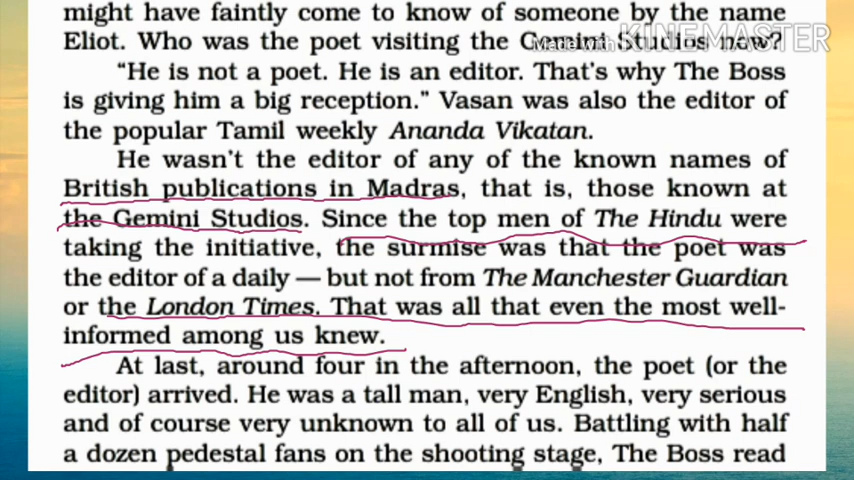 might have faintly come to know of someone by the name
Eliot. Who was the poet visiting the Gemini Studios now?
Made with KINEMASTER
“He is not a poet. He is an editor. That’s why The Boss
is giving him a big reception.” Vasan was also the editor of
the popular Tamil weekly Ananda Vikatan.
He wasn’t the editor of any of the known names of
British publications in Madras, that is, those known at
the Gemini Studios. Since the top men of The Hindu were
taking the initiative, the surmise was that the poet was
the editor of a daily — but not from The Manchester Guardian
or the London Times. That was all that even the most well-
informed among us knew.
At last, around four in the afternoon, the poet (or the
editor) arrived. He was a tall man, very English, very serious
and of course very unknown to all of us. Battling with half
a dozen pedestal fans on the shooting stage, The Boss read